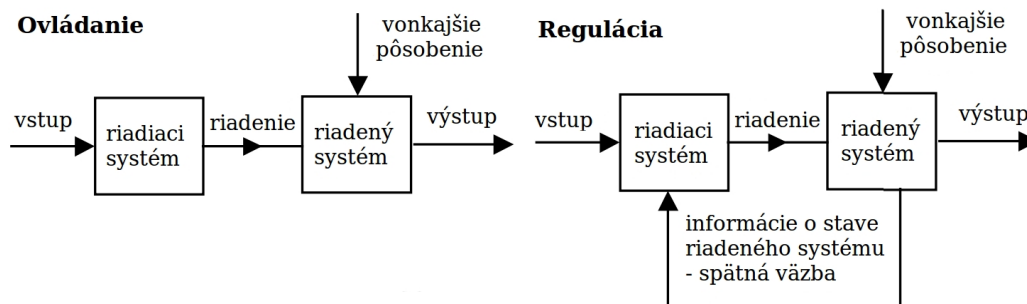 Ovládanie
vonkajšie
pôsobenie
vstup
riadiaci
systém
riadenie
riadený
systém
výstup
Regulácia
vonkajšie
pôsobenie
vstup
riadiaci
systém
riadenie
riadený
systém
výstup
informácie o stave
riadeného systému
- spätná väzba